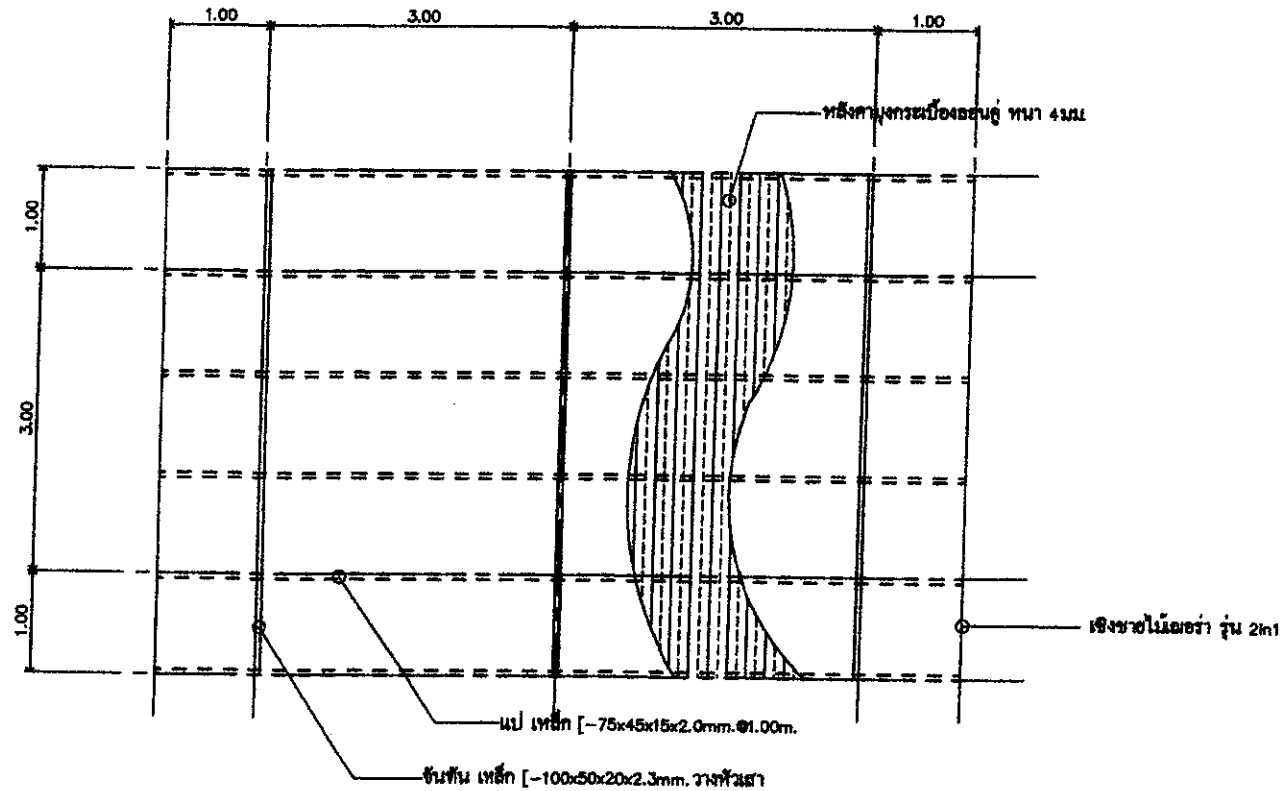 1.00 3.00 3.00 1.00
หลังคามุงกระเบื้องลอนคู่ หนา 4มม.
1.00
3.00
1.00
เชิงชายไม้เฌอร่า รุ่น 2in1
แป เหล็ก [-75x45x15x2.0mm.@1.00m.
จันทัน เหล็ก [-100x50x20x2.3mm. วางหัวเสา